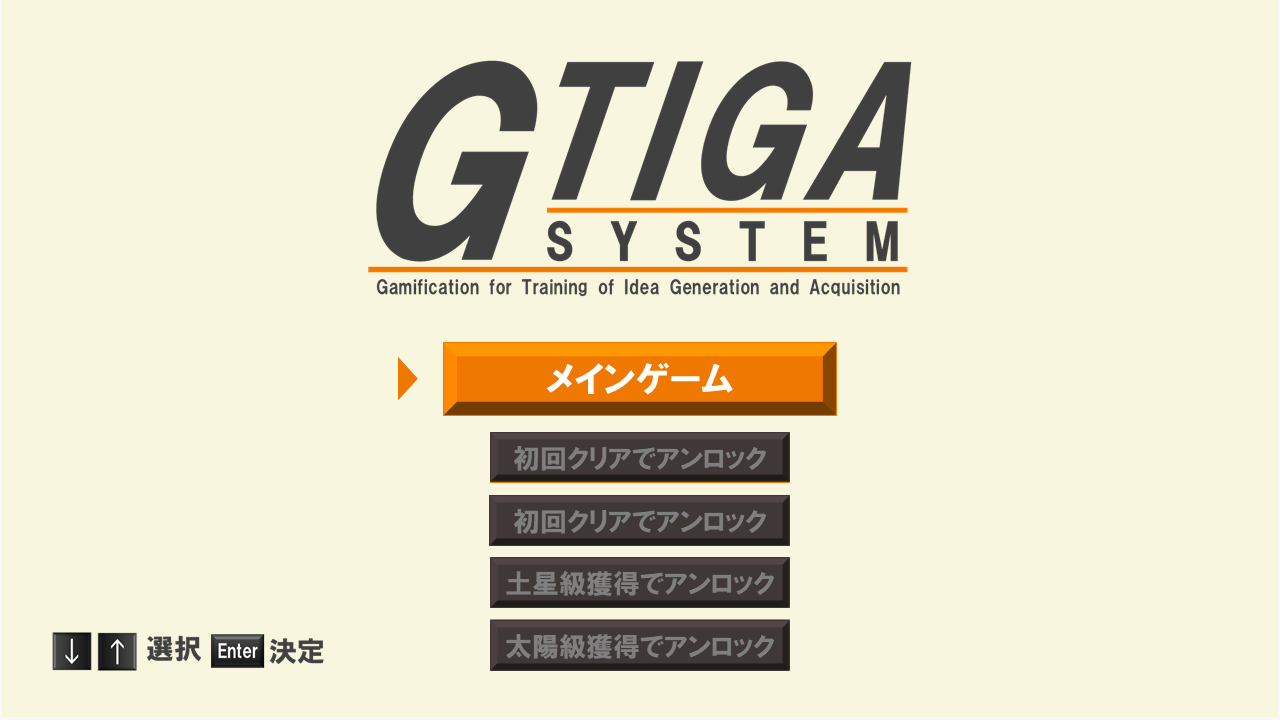 GTIGA
SYSTEM
Gamification for Training of Idea Generation and Acquisition
メインゲーム
初回クリアでアンロック
初回クリアでアンロック
土星級獲得でアンロック
太陽級獲得でアンロック
↓ ↑ 選択 Enter 決定